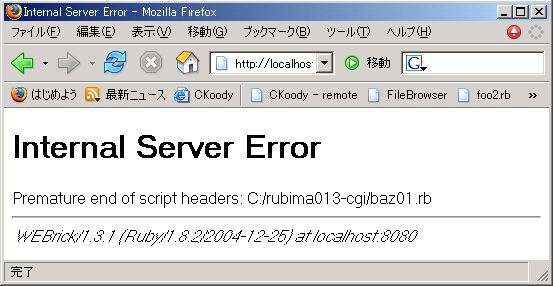 Internal Server Error - Mozilla Firefox
ファイル(F) 編集(E) 表示(V) 移動(G) ブックマーク(B) ツール(T) ヘルプ(H)
http://localhos 移動 G
はじめよう 最新ニュース CKoody CKoody - remote FileBrowser foo2.rb »
Internal Server Error
Premature end of script headers: C:/rubima013-cgi/baz01.rb
WEBrick/1.3.1 (Ruby/1.8.2/2004-12-25) at localhost:8080
完了